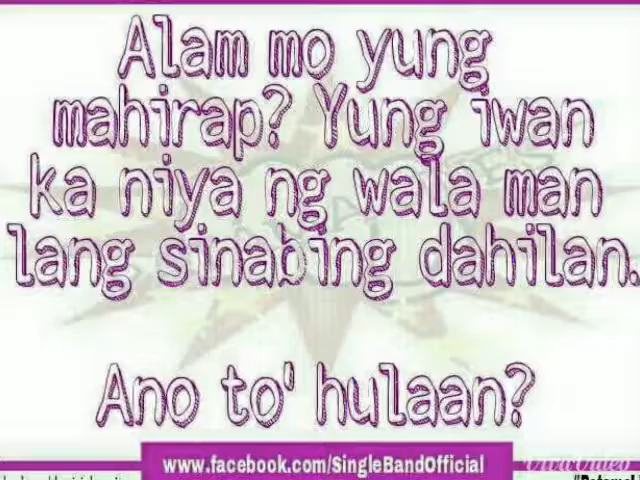 Alam mo yung
mahirap? Yung iwan
ka niya ng wala man
lang sinabing dahilan.
Ano to' hulaan?
www.facebook.com/SingleBandOfficial
VivaVideo